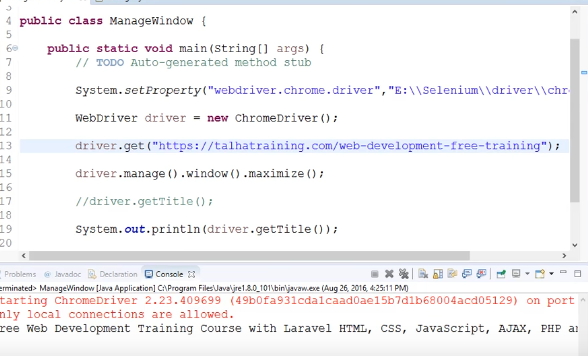 4 public class ManageWindow {
5
6 public static void main(String[] args) {
7 // TODO Auto-generated method stub
8
9 System.setProperty("webdriver.chrome.driver","E:\\Selenium\\driver\\chr
10
11 WebDriver driver = new ChromeDriver();
12
13 driver.get("https://talhatraining.com/web-development-free-training");
14
15 driver.manage().window().maximize();
16
17 //driver.getTitle();
18
19 System.out.println(driver.getTitle());
20
Problems @ Javadoc Declaration Console
erminated> ManageWindow [Java Application] C:\Program Files\Java\jre1.8.0_101\bin\javaw.exe (Aug 26, 2016, 4:25:11 PM)
tarting ChromeDriver 2.23.409699 (49b0fa931cda1caad0ae15b7d1b68004acd05129) on port
nly local connections are allowed.
ree Web Development Training Course with Laravel HTML, CSS, JavaScript, AJAX, PHP an